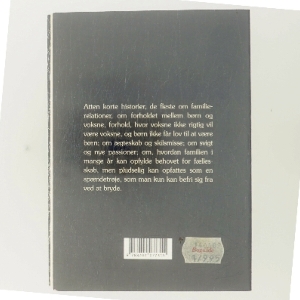 Atten korte historier, de fleste om familie-
relationer, om forholdet mellem børn og
voksne, forhold, hvor voksne ikke rigtig vil
være voksne, og børn ikke får lov til at være
børn; om ægteskab og skilsmisse; om svigt
og nye passioner; om, hvordan familien i
mange år kan opfylde behovet for fælles-
skab, men pludselig kan opfattes som en
spændetrøje, som man kun kan befri sig fra
ved at bryde.